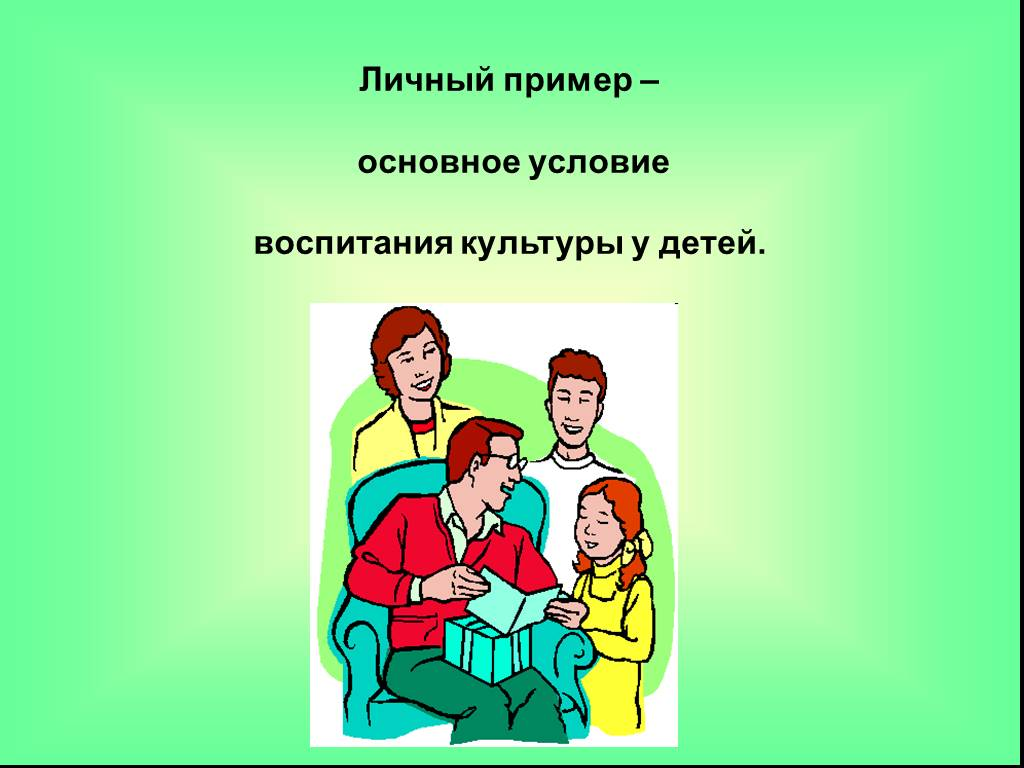 Личный пример –
основное условие
воспитания культуры у детей.